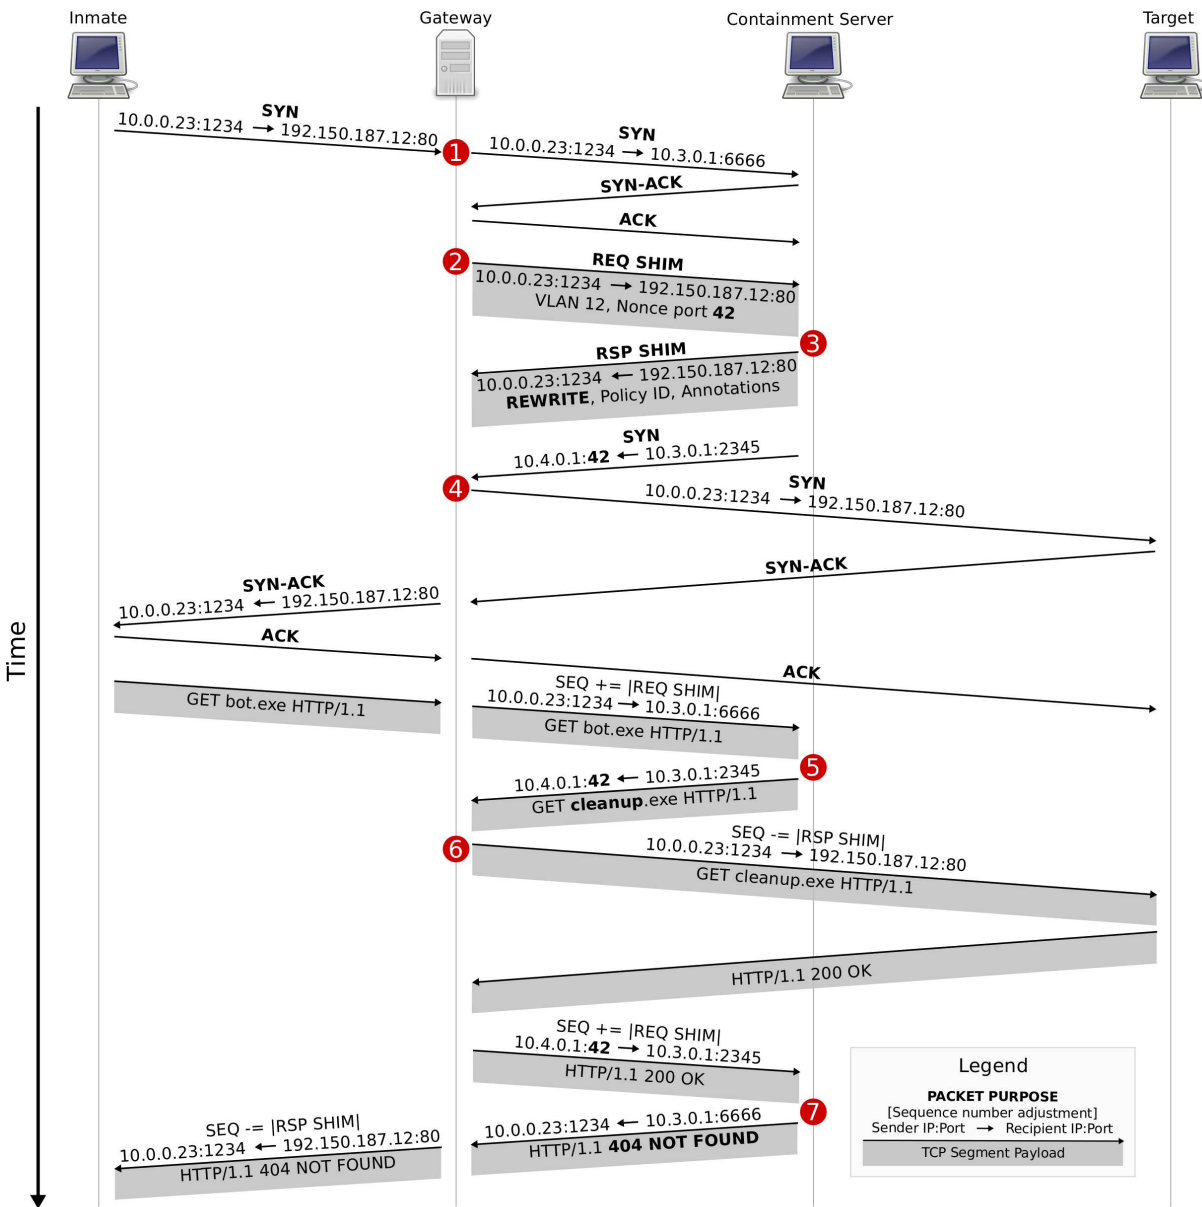 Inmate
Gateway
Containment Server
Target
Time
SYN
10.0.0.23:1234 → 192.150.187.12:80
1
SYN
10.0.0.23:1234 → 10.3.0.1:6666
SYN-ACK
ACK
2
REQ SHIM
10.0.0.23:1234 → 192.150.187.12:80
VLAN 12, Nonce port 42
3
RSP SHIM
10.0.0.23:1234 ← 192.150.187.12:80
REWRITE, Policy ID, Annotations
SYN
10.4.0.1:42 ← 10.3.0.1:2345
4
SYN
10.0.0.23:1234 → 192.150.187.12:80
SYN-ACK
SYN-ACK
10.0.0.23:1234 ← 192.150.187.12:80
ACK
ACK
GET bot.exe HTTP/1.1
SEQ += |REQ SHIM|
10.0.0.23:1234 → 10.3.0.1:6666
GET bot.exe HTTP/1.1
5
10.4.0.1:42 ← 10.3.0.1:2345
GET cleanup.exe HTTP/1.1
6
SEQ -= |RSP SHIM|
10.0.0.23:1234 → 192.150.187.12:80
GET cleanup.exe HTTP/1.1
HTTP/1.1 200 OK
SEQ += |REQ SHIM|
10.4.0.1:42 → 10.3.0.1:2345
HTTP/1.1 200 OK
7
10.0.0.23:1234 ← 10.3.0.1:6666
HTTP/1.1 404 NOT FOUND
SEQ -= |RSP SHIM|
10.0.0.23:1234 ← 192.150.187.12:80
HTTP/1.1 404 NOT FOUND
Legend
PACKET PURPOSE
[Sequence number adjustment]
Sender IP:Port → Recipient IP:Port
TCP Segment Payload